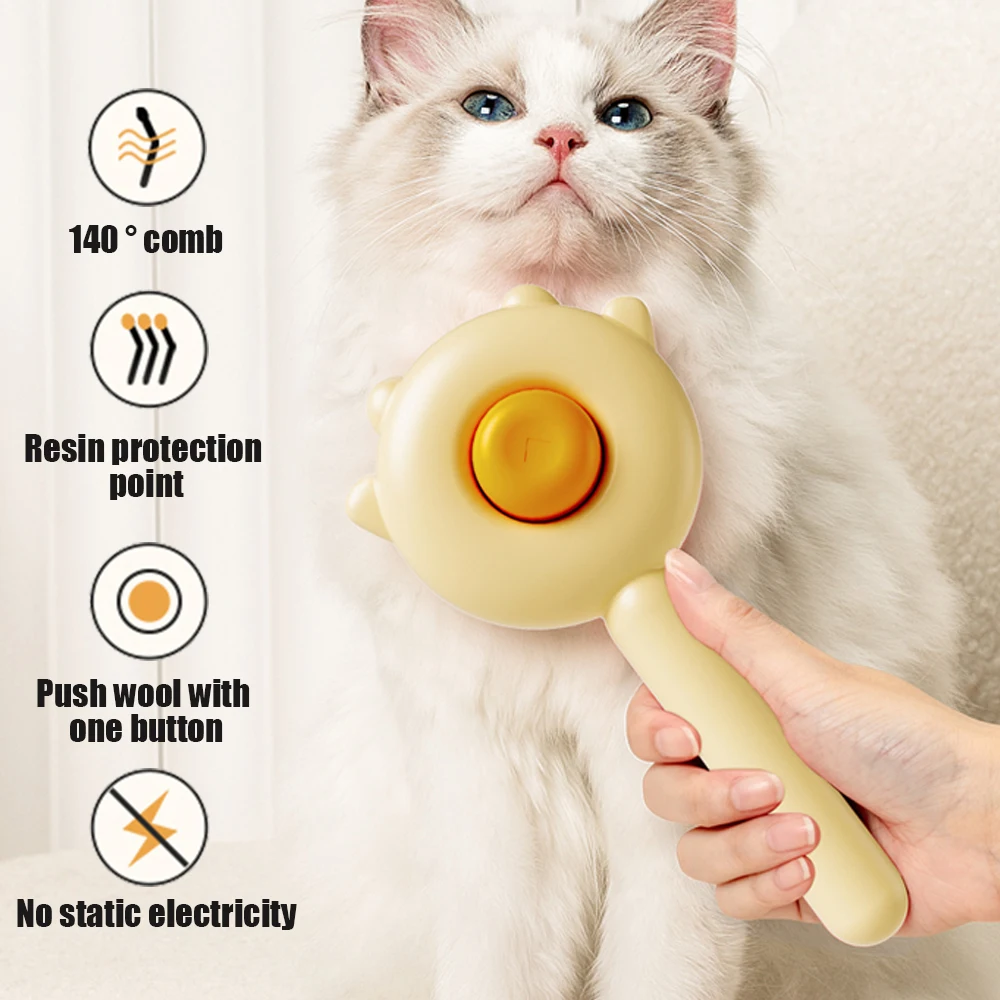 140 ° comb
Resin protection
point
Push wool with
one button
No static electricity